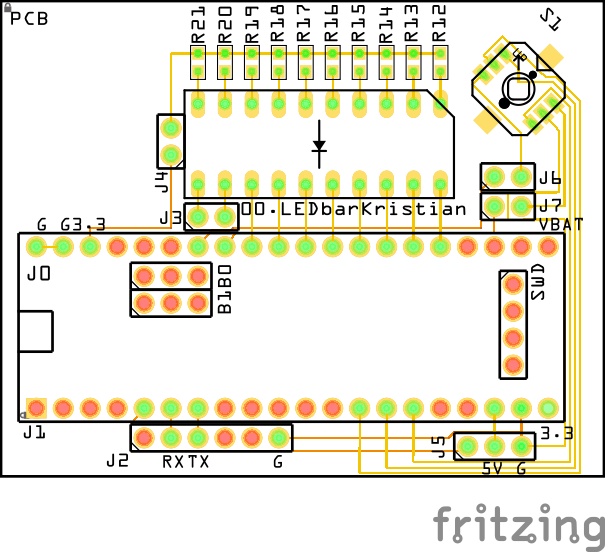 PCB
R21 R20 R19 R18 R17 R16 R15 R14 R13 R12
S1
J4
J6
J3 00.LEDbarKristian J7
G G3.3 VBAT
J0 B1B0 SWD
J1 3.3
J2 RXTX G J5 5V G
fritzing